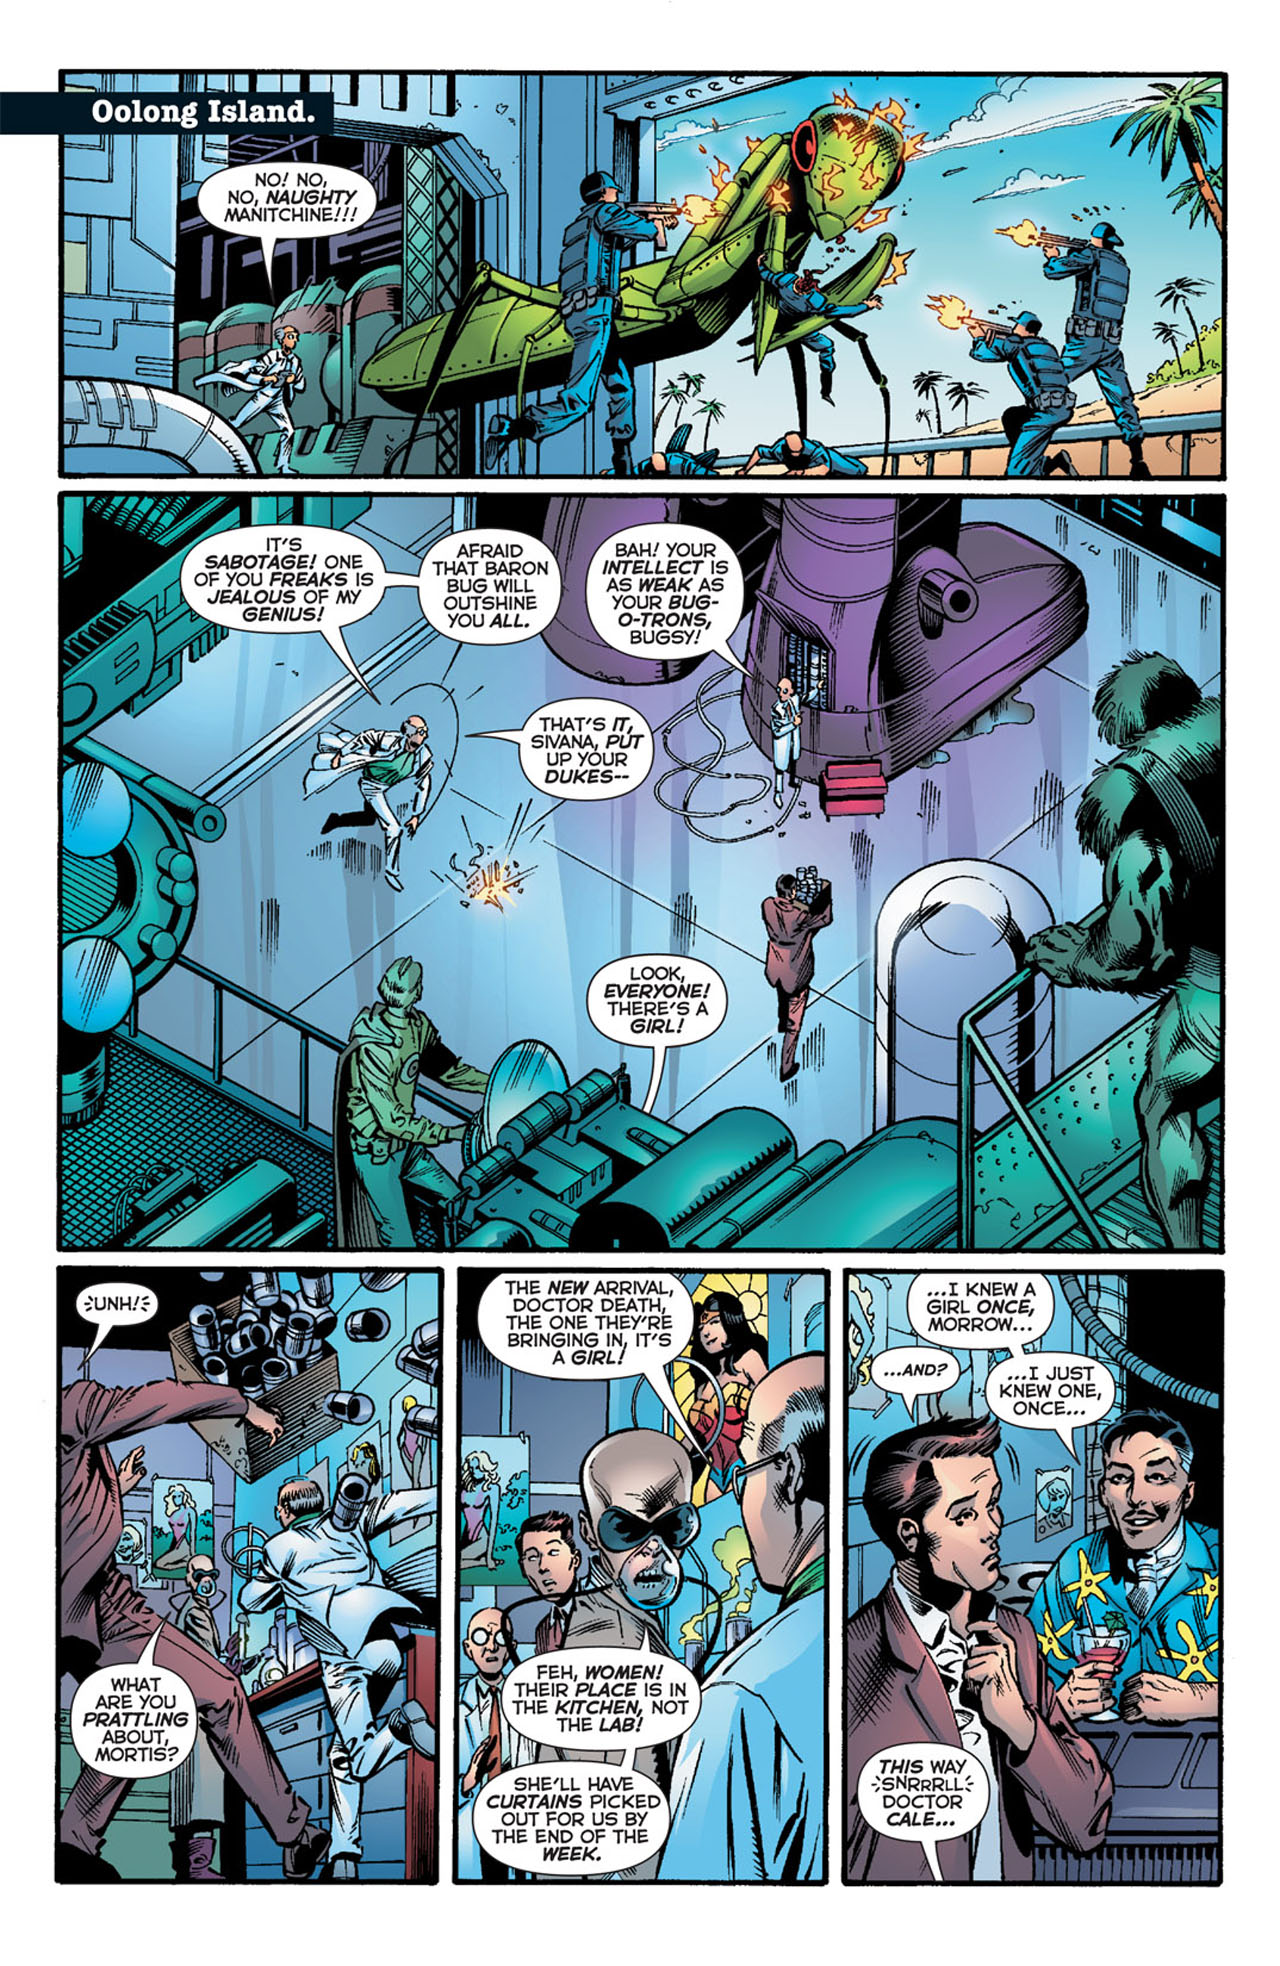 Oolong Island.
NO! NO,
NO, NAUGHTY
MANITCHINE!!!
IT'S
SABOTAGE! ONE
OF YOU FREAKS IS
JEALOUS OF MY
GENIUS!
AFRAID
THAT BARON
BUG WILL
OUTSHINE
YOU ALL.
BAH! YOUR
INTELLECT IS
AS WEAK AS
YOUR BUG-
O-TRONS,
BUGSY!
THAT'S IT,
SIVANA, PUT
UP YOUR
DUKES--
LOOK,
EVERYONE!
THERE'S A
GIRL!
UNH!
WHAT
ARE YOU
PRATTLING
ABOUT,
MORTIS?
THE NEW ARRIVAL,
DOCTOR DEATH,
THE ONE THEY'RE
BRINGING IN, IT'S
A GIRL!
FEH, WOMEN!
THEIR PLACE IS IN
THE KITCHEN, NOT
THE LAB!
SHE'LL HAVE
CURTAINS PICKED
OUT FOR US BY
THE END OF THE
WEEK.
...I KNEW A
GIRL ONCE,
MORROW...
...AND?
...I JUST
KNEW ONE,
ONCE...
THIS WAY
SNRRRLL
DOCTOR
CALE...